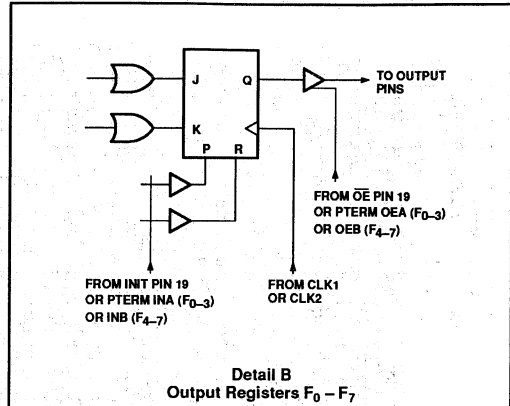 J
Q
TO OUTPUT
PINS
K
P
R
FROM O̅E̅ PIN 19
OR PTERM OEA (F₀₋₃)
OR OEB (F₄₋₇)
FROM INIT PIN 19
OR PTERM INA (F₀₋₃)
OR INB (F₄₋₇)
FROM CLK1
OR CLK2
Detail B
Output Registers F₀ – F₇